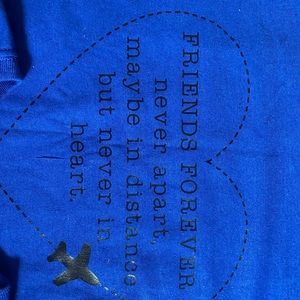 FRIENDS FOREVER
never apart,
maybe in distance
but never in
heart.